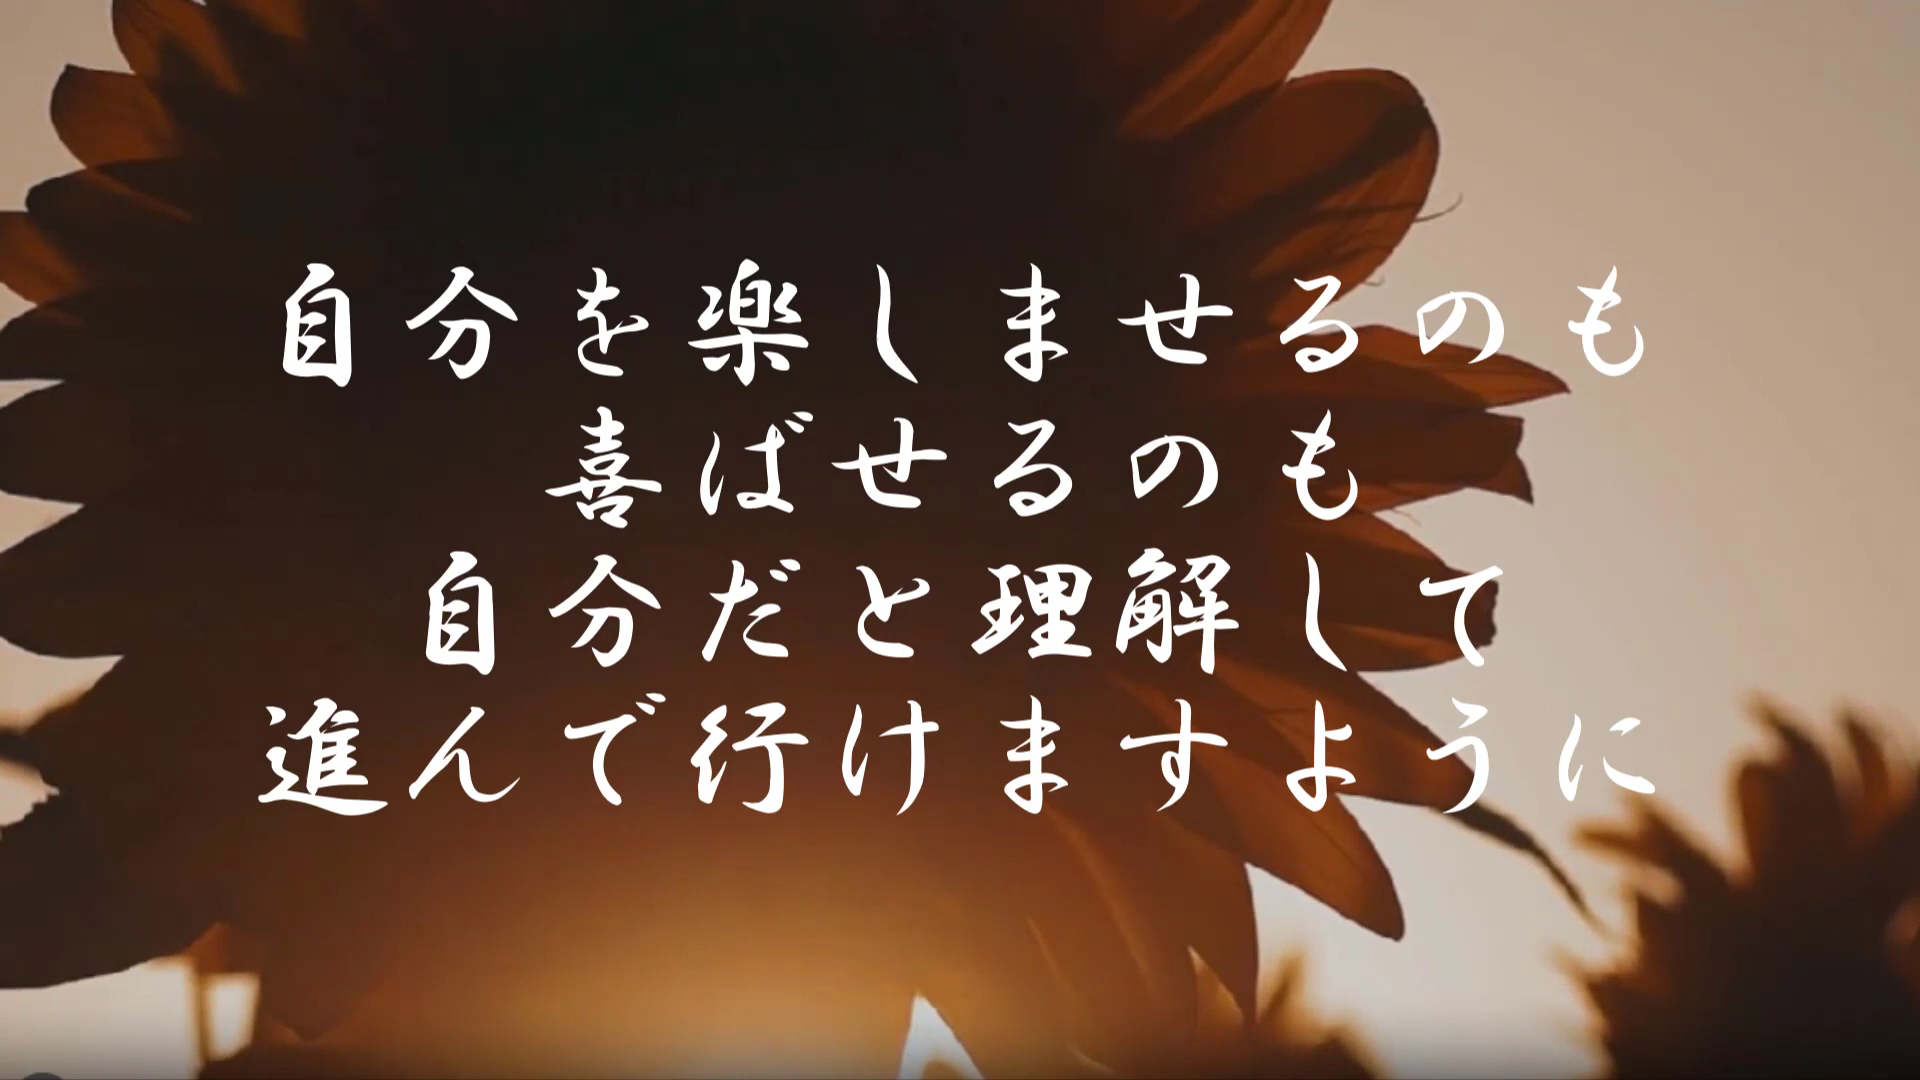 自分を楽しませるのも
喜ばせるのも
自分だと理解して
進んで行けますように